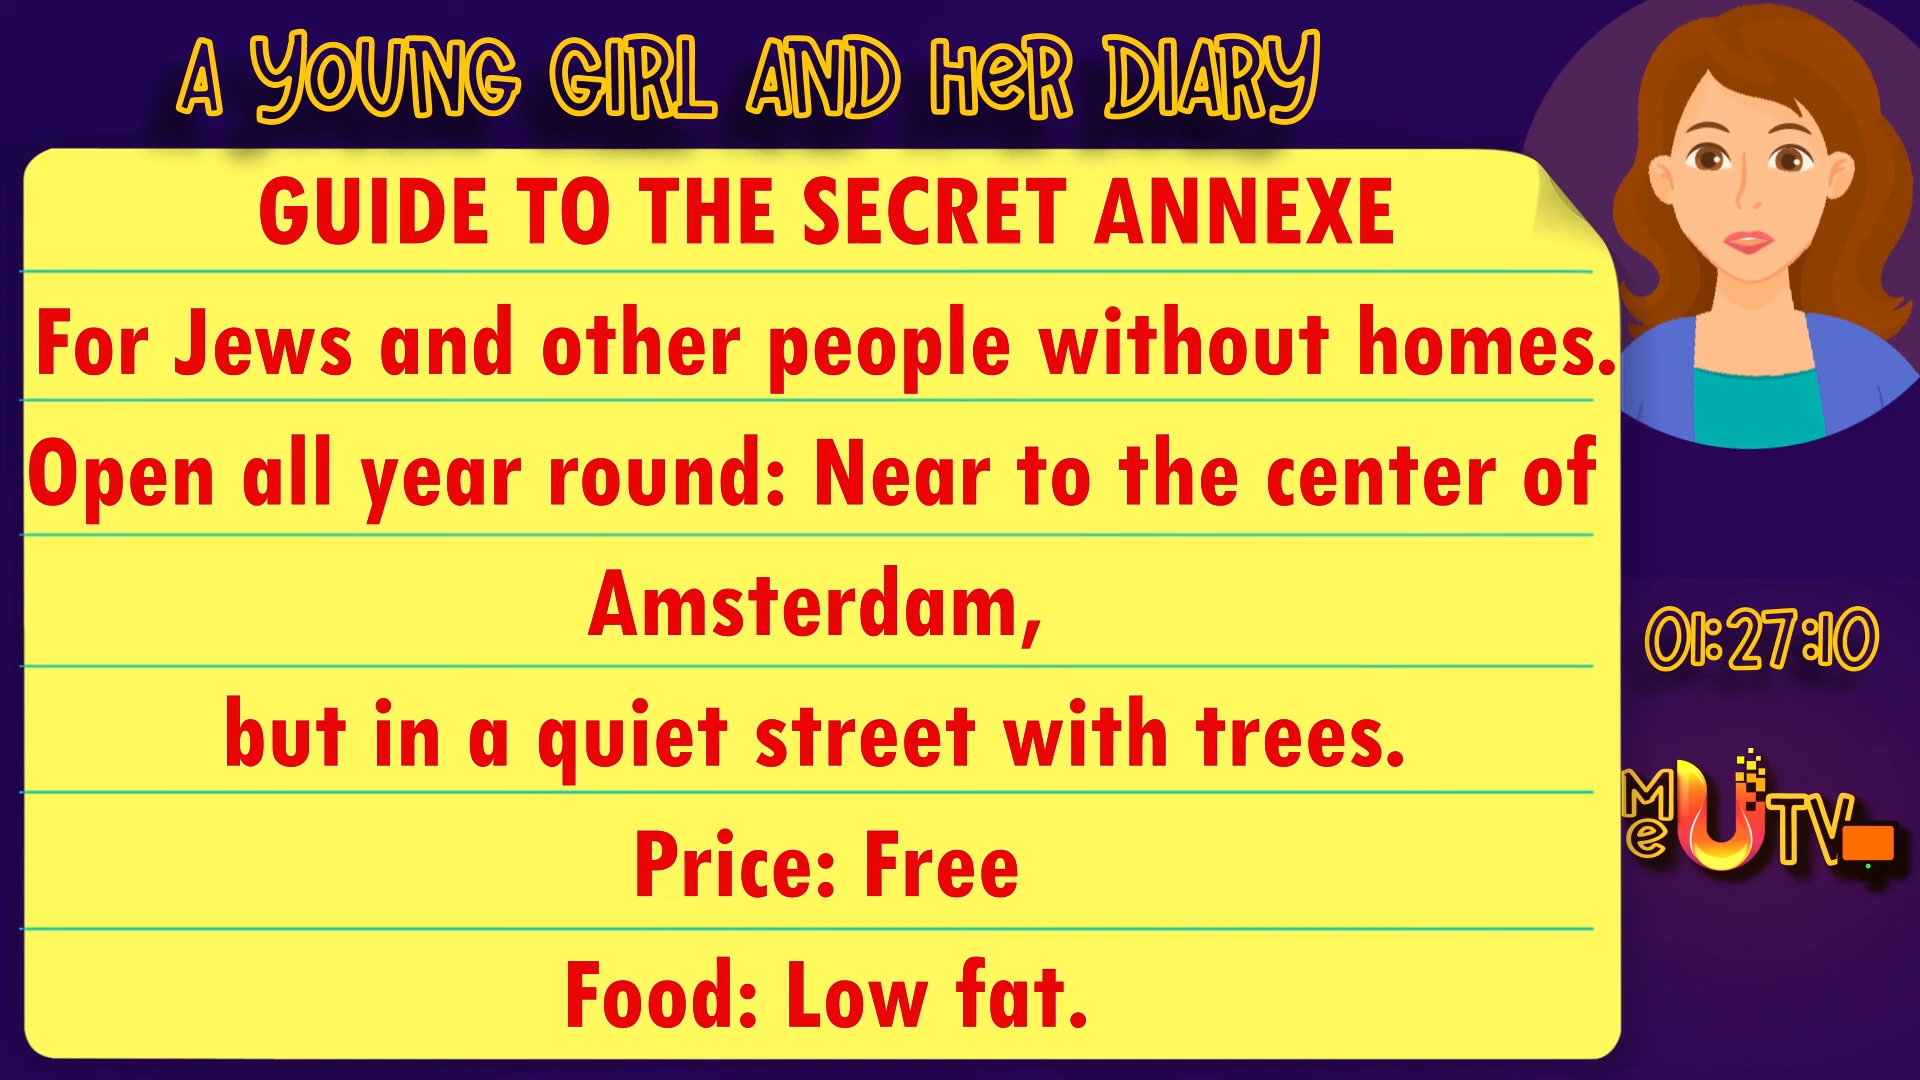 A YOUNG GIRL AND HeR DIARY
GUIDE TO THE SECRET ANNEXE
For Jews and other people without homes.
Open all year round: Near to the center of
Amsterdam,
but in a quiet street with trees.
Price: Free
Food: Low fat.
01:27:10
Me U TV